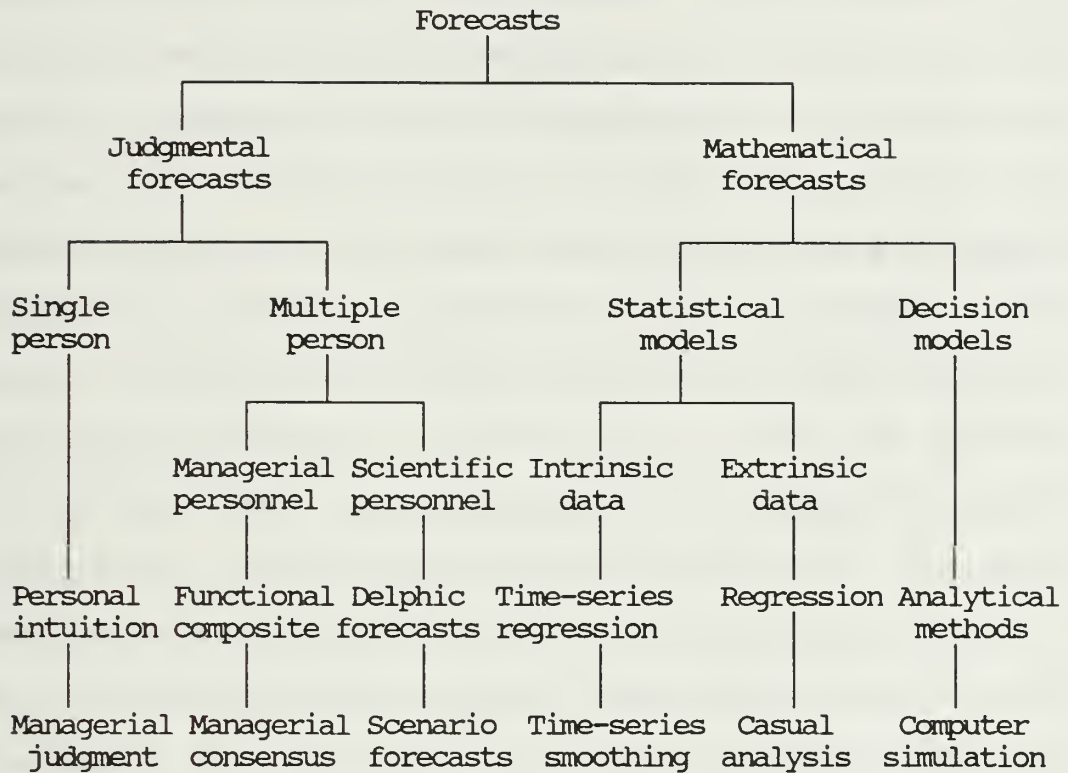 Forecasts
Judgmental
forecasts
Mathematical
forecasts
Single
person
Multiple
person
Statistical
models
Decision
models
Managerial
personnel
Scientific
personnel
Intrinsic
data
Extrinsic
data
Personal
intuition
Functional
composite
Delphic
forecasts
Time-series
regression
Regression
Analytical
methods
Managerial
judgment
Managerial
consensus
Scenario
forecasts
Time-series
smoothing
Casual
analysis
Computer
simulation